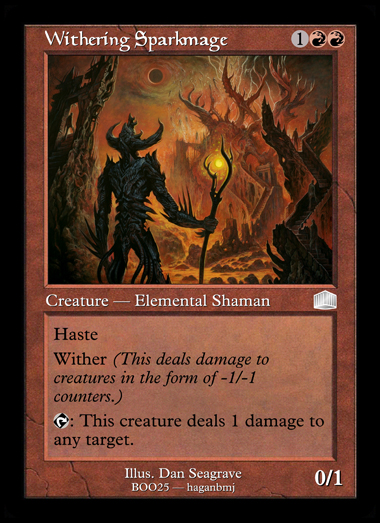 Withering Sparkmage 1
Creature — Elemental Shaman
Haste
Wither (This deals damage to
creatures in the form of -1/-1
counters.)
: This creature deals 1 damage to
any target.
Illus. Dan Seagrave
BOO25 — haganbmj
0/1